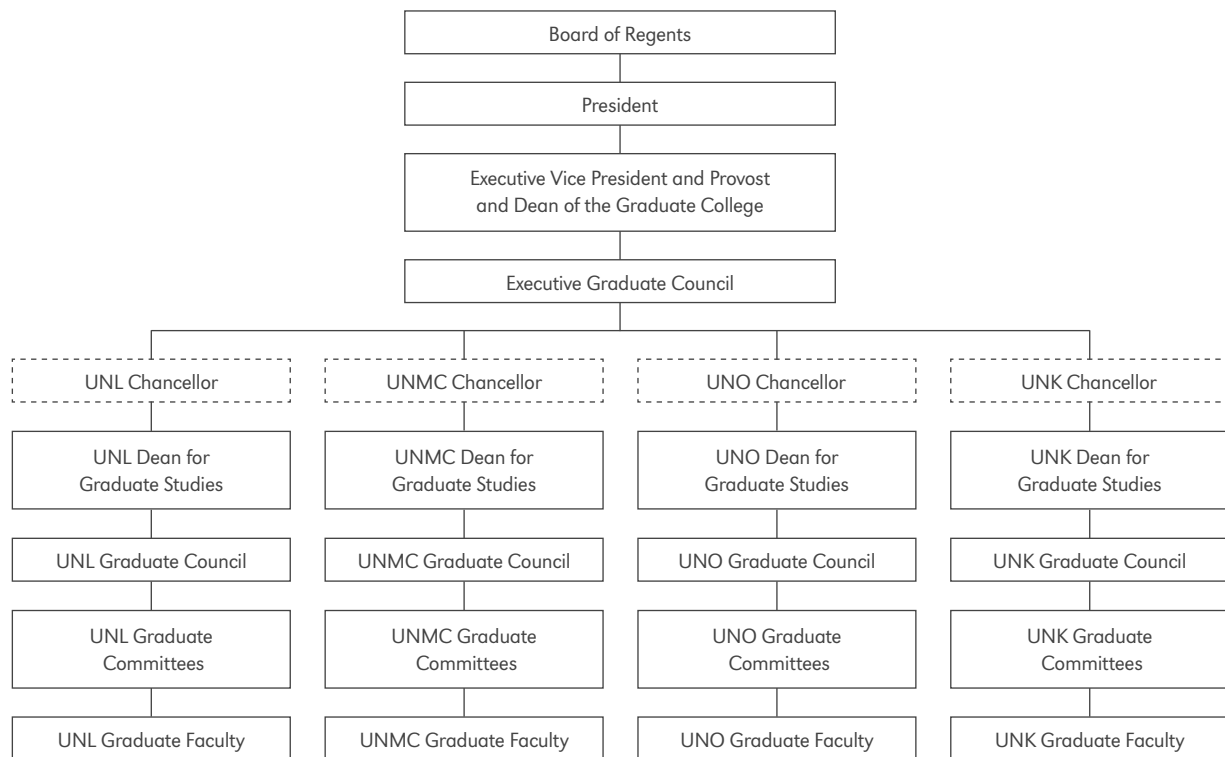 Board of Regents
President
Executive Vice President and Provost
and Dean of the Graduate College
Executive Graduate Council
UNL Chancellor
UNMC Chancellor
UNO Chancellor
UNK Chancellor
UNL Dean for
Graduate Studies
UNMC Dean for
Graduate Studies
UNO Dean for
Graduate Studies
UNK Dean for
Graduate Studies
UNL Graduate Council
UNMC Graduate Council
UNO Graduate Council
UNK Graduate Council
UNL Graduate
Committees
UNMC Graduate
Committees
UNO Graduate
Committees
UNK Graduate
Committees
UNL Graduate Faculty
UNMC Graduate Faculty
UNO Graduate Faculty
UNK Graduate Faculty